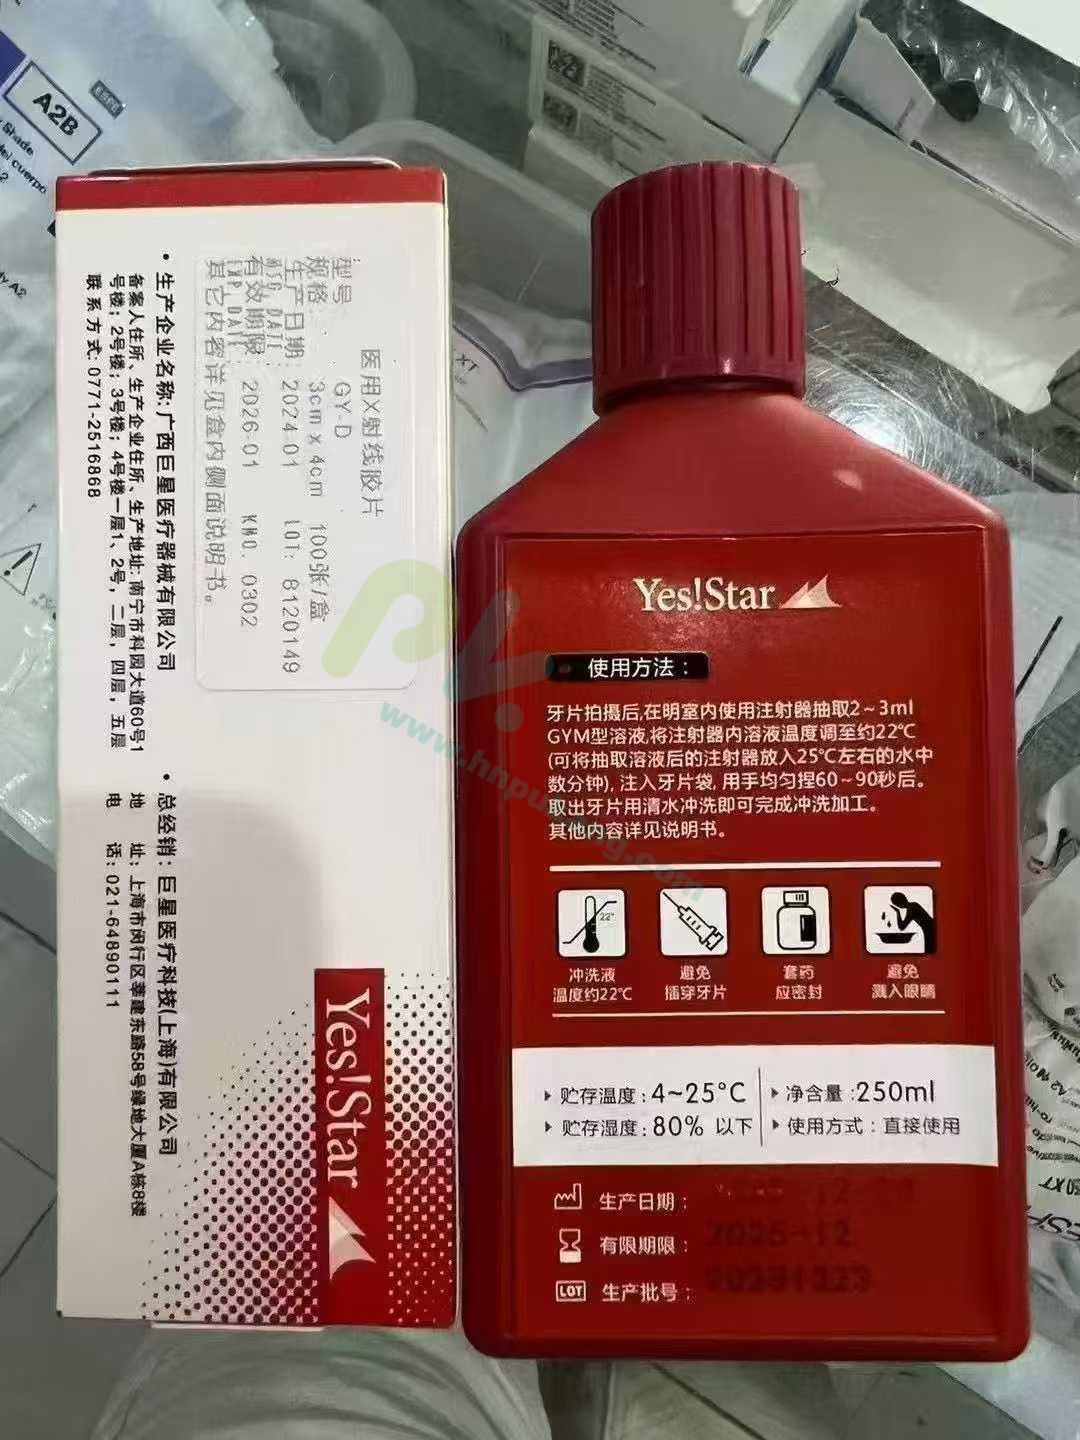 A2B
Shade
医用X射线胶片
型号: GY-D
规格: 3cm x 4cm 100张/盒
生产日期: 2024-01 LOT: 8120149
有效期限: 2026-01 KM0. 0302
EXP. DATE
其它内容详见盒内侧面说明书。
• 生产企业名称: 广西巨星医疗器械有限公司
备案人住所、生产企业住所、生产地址: 南宁市科园大道60号1
号楼; 2号楼; 3号楼; 4号楼一层1、2号, 二层, 四层, 五层
联系方式: 0771-2516868
• 总经销: 巨星医疗科技(上海)有限公司
地 址: 上海市闵行区莘建东路58号绿地大厦A栋8楼
电 话: 021-64890111
Yes!Star
Yes!Star
使用方法:
牙片拍摄后,在明室内使用注射器抽取2~3ml
GYM型溶液,将注射器内溶液温度调至约22℃
(可将抽取溶液后的注射器放入25℃左右的水中
数分钟), 注入牙片袋, 用手均匀捏60~90秒后。
取出牙片用清水冲洗即可完成冲洗加工。
其他内容详见说明书。
22°
冲洗液
温度约22℃
避免
插穿牙片
套药
应密封
避免
溅入眼睛
贮存温度: 4~25°C
净含量: 250ml
贮存湿度: 80% 以下
使用方式: 直接使用
生产日期:
有限期限: 2025-12
LOT 生产批号: 20231223
www.hnpurong.com